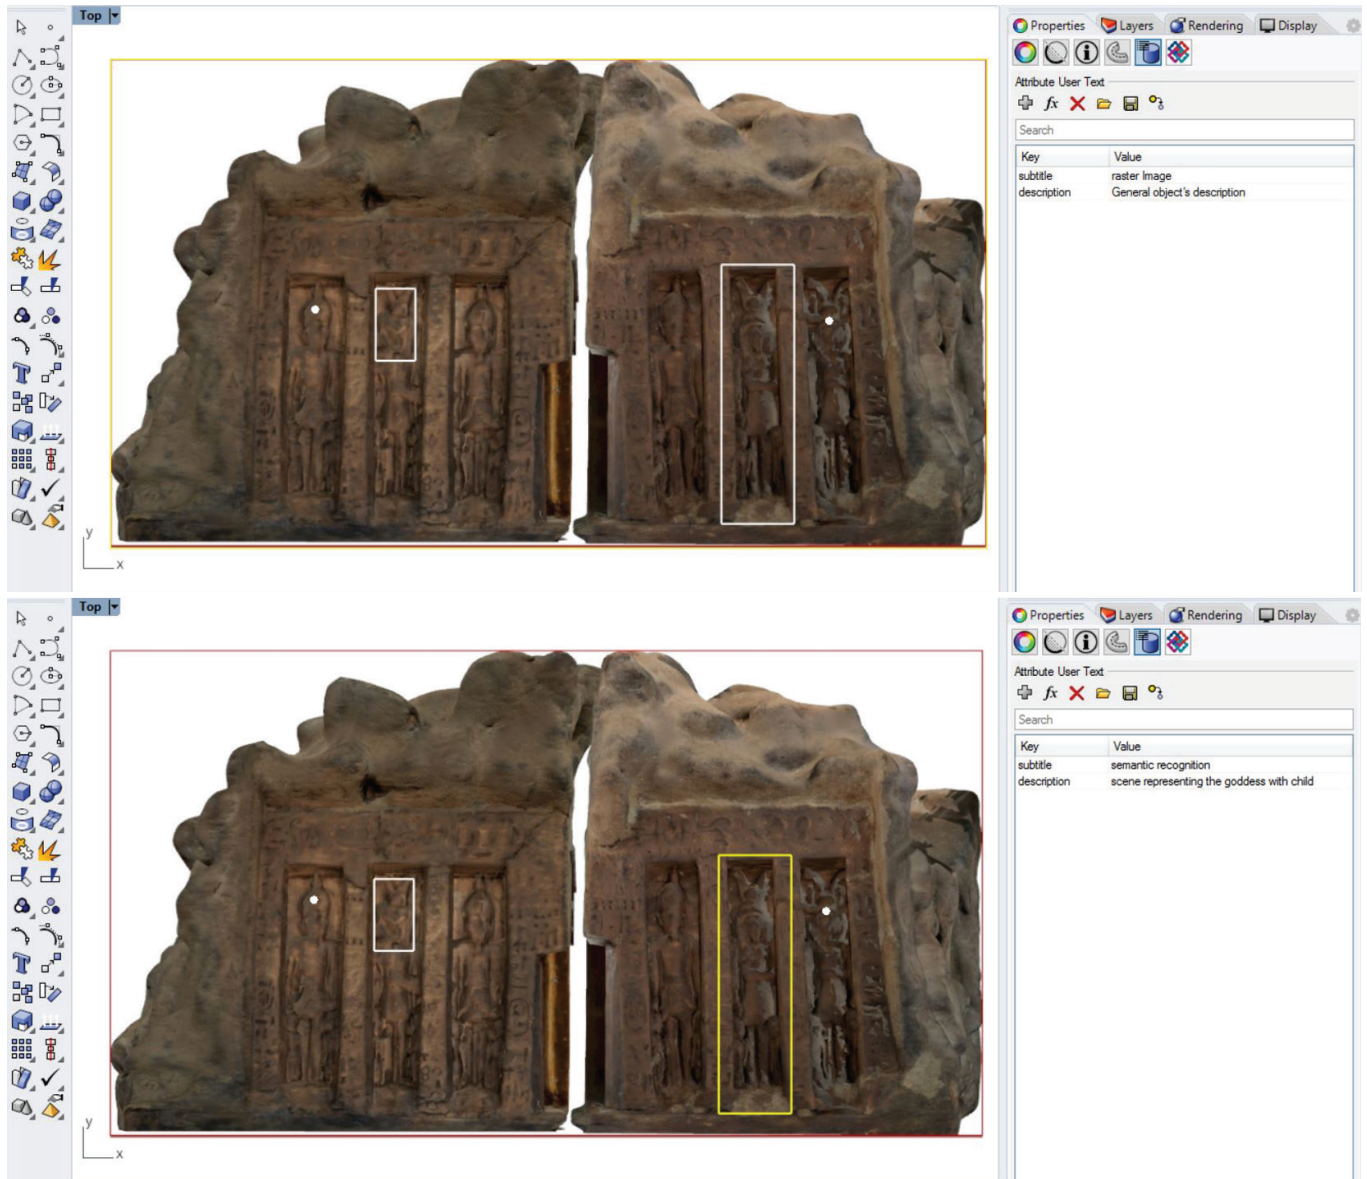 Top
Properties Layers Rendering Display
Attribute User Text
fx
Search
Key Value
subtitle raster Image
description General object's description
y
x
Top
Properties Layers Rendering Display
Attribute User Text
fx
Search
Key Value
subtitle semantic recognition
description scene representing the goddess with child
y
x